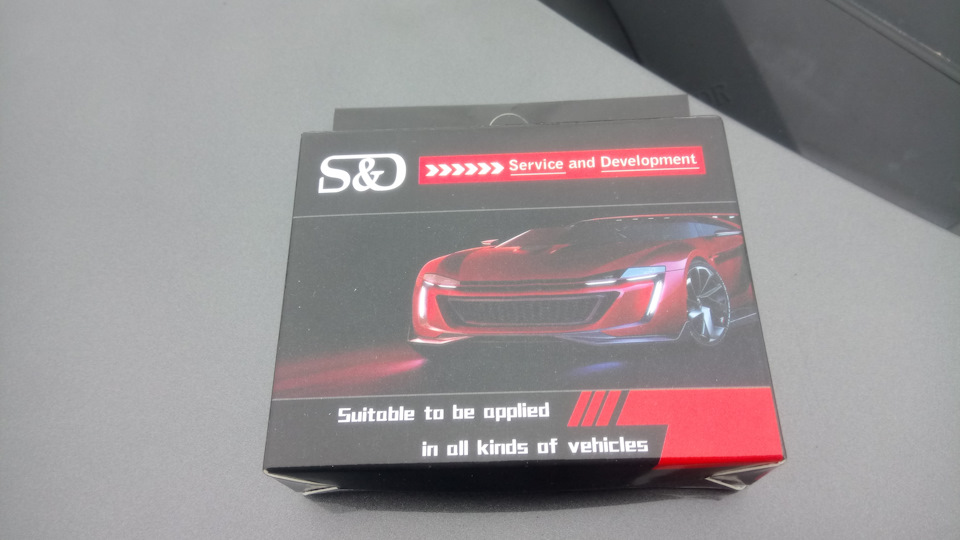 S&D
Service and Development
Suitable to be applied
in all kinds of vehicles